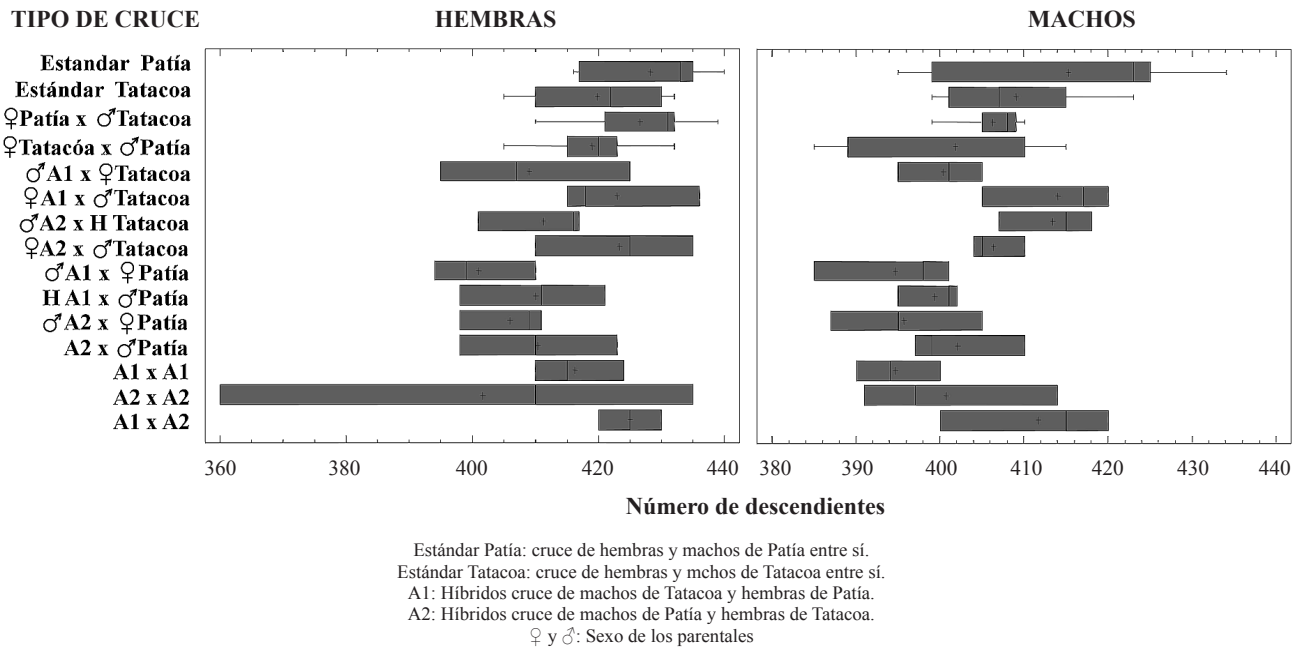 TIPO DE CRUCE HEMBRAS MACHOS
Estandar Patía
Estándar Tatacoa
♀Patía x ♂Tatacoa
♀Tatacóa x ♂Patía
♂A1 x ♀Tatacoa
♀A1 x ♂Tatacoa
♂A2 x H Tatacoa
♀A2 x ♂Tatacoa
♂A1 x ♀Patía
H A1 x ♂Patía
♂A2 x ♀Patía
A2 x ♂Patía
A1 x A1
A2 x A2
A1 x A2
360 380 400 420 440 380 390 400 410 420 430 440
Número de descendientes
Estándar Patía: cruce de hembras y machos de Patía entre sí.
Estándar Tatacoa: cruce de hembras y mchos de Tatacoa entre sí.
A1: Híbridos cruce de machos de Tatacoa y hembras de Patía.
A2: Híbridos cruce de machos de Patía y hembras de Tatacoa.
♀ y ♂: Sexo de los parentales